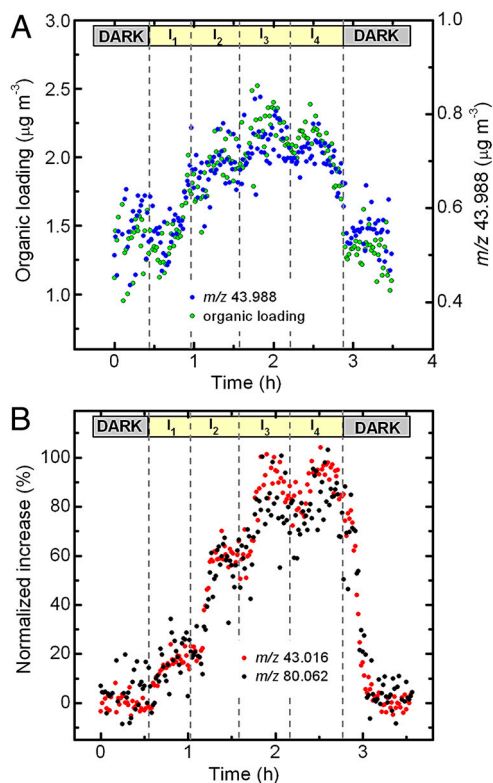 A
DARK I₁ I₂ I₃ I₄ DARK
3.0
2.5
2.0
1.5
1.0
Organic loading (μg m⁻³)
1.0
0.8
0.6
0.4
m/z 43.988 (μg m⁻³)
m/z 43.988
organic loading
0 1 2 3 4
Time (h)
B
DARK I₁ I₂ I₃ I₄ DARK
100
80
60
40
20
0
Normalized increase (%)
m/z 43.016
m/z 80.062
0 1 2 3
Time (h)